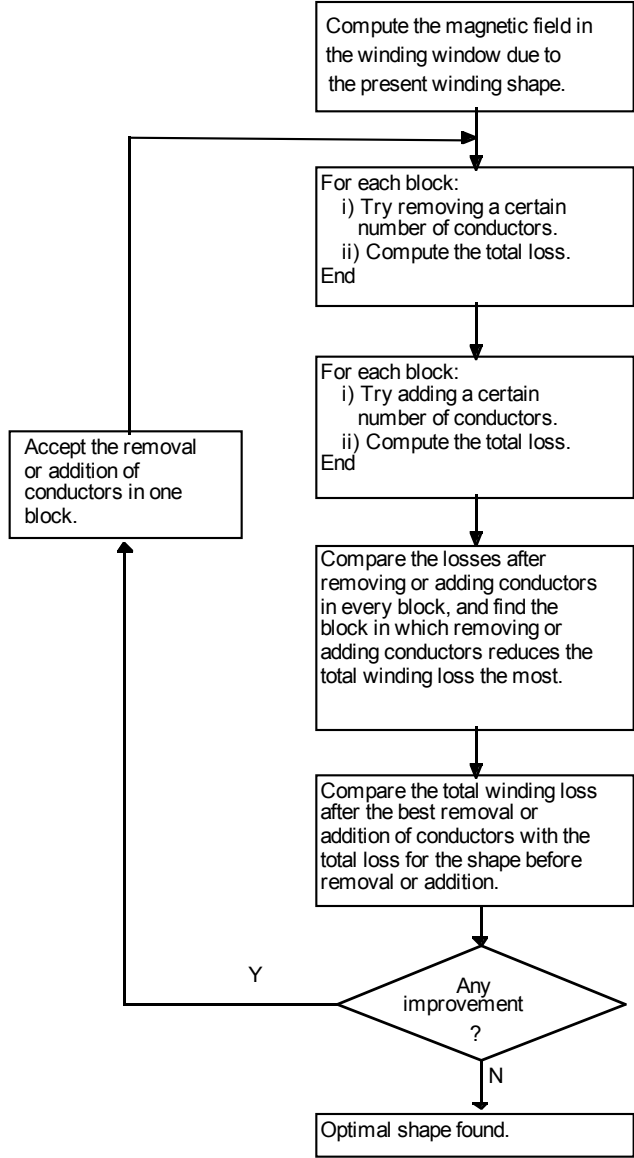 Compute the magnetic field in
the winding window due to
the present winding shape.
For each block:
i) Try removing a certain
number of conductors.
ii) Compute the total loss.
End
For each block:
i) Try adding a certain
number of conductors.
ii) Compute the total loss.
End
Accept the removal
or addition of
conductors in one
block.
Compare the losses after
removing or adding conductors
in every block, and find the
block in which removing or
adding conductors reduces the
total winding loss the most.
Compare the total winding loss
after the best removal or
addition of conductors with the
total loss for the shape before
removal or addition.
Y
Any
improvement
?
N
Optimal shape found.